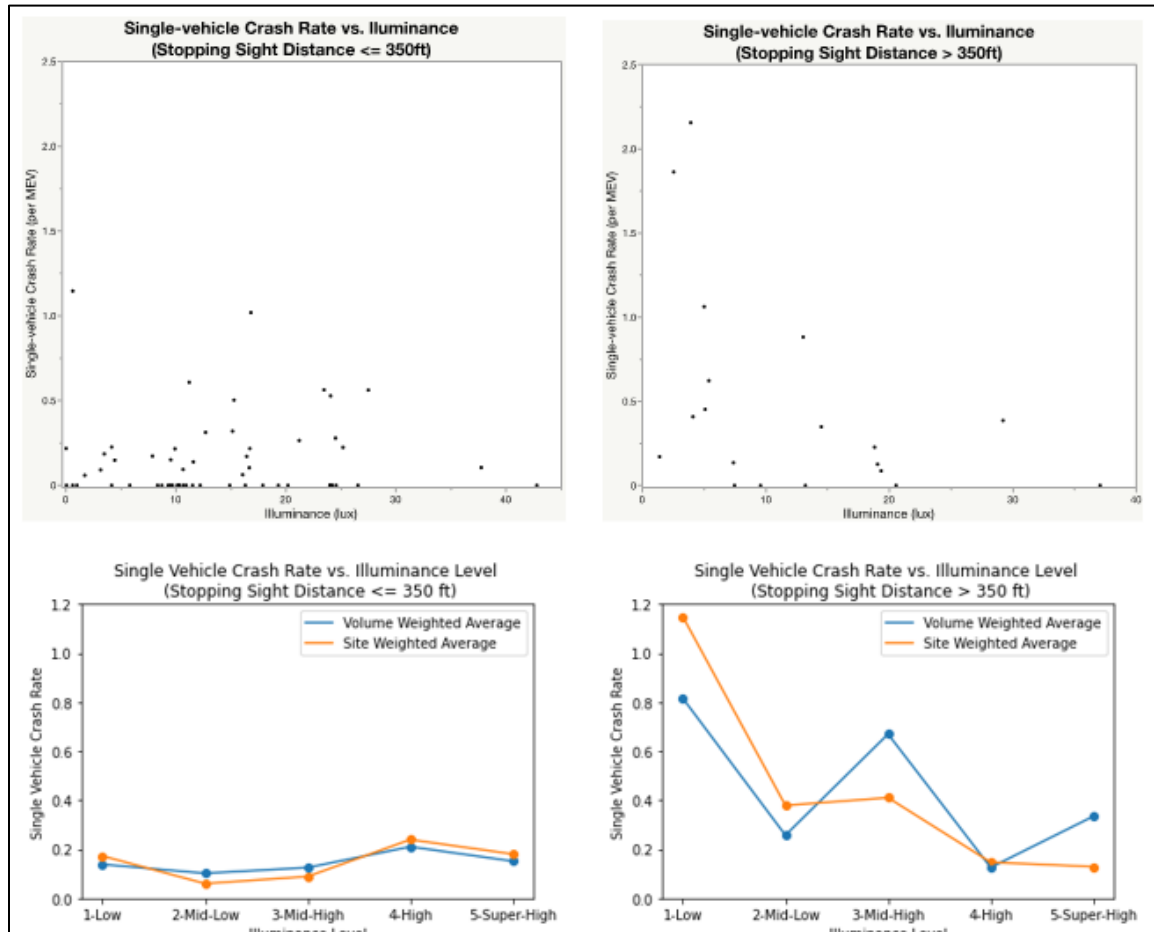 Single-vehicle Crash Rate vs. Iluminance
(Stopping Sight Distance <= 350ft)
2.5
2.0
1.5
1.0
0.5
0
Single-vehicle Crash Rate (per MEV)
0
10
20
30
40
Illuminance (lux)
Single-vehicle Crash Rate vs. Iluminance
(Stopping Sight Distance > 350ft)
2.5
2.0
1.5
1.0
0.5
0
Single-vehicle Crash Rate (per MEV)
0
10
20
30
40
Illuminance (lux)
Single Vehicle Crash Rate vs. Illuminance Level
(Stopping Sight Distance <= 350 ft)
1.2
1.0
0.8
0.6
0.4
0.2
0.0
Single Vehicle Crash Rate
Volume Weighted Average
Site Weighted Average
1-Low
2-Mid-Low
3-Mid-High
4-High
5-Super-High
Illuminance Level
Single Vehicle Crash Rate vs. Illuminance Level
(Stopping Sight Distance > 350 ft)
1.2
1.0
0.8
0.6
0.4
0.2
0.0
Single Vehicle Crash Rate
Volume Weighted Average
Site Weighted Average
1-Low
2-Mid-Low
3-Mid-High
4-High
5-Super-High
Illuminance Level